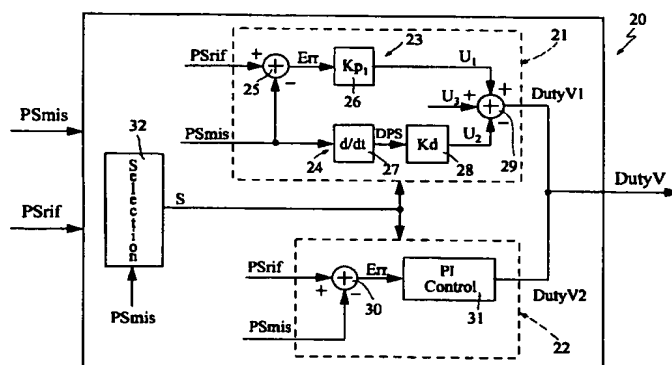 20
PSrif
+
Err
Kp1
23
21
25
-
26
U1
+
DutyV1
U3
+
-
29
U2
PSmis
PSmis
24
d/dt
27
DPS
Kd
28
32
Selection
S
DutyV
PSrif
PSmis
PSrif
+
Err
-
30
PI
Control
31
DutyV2
PSmis
22